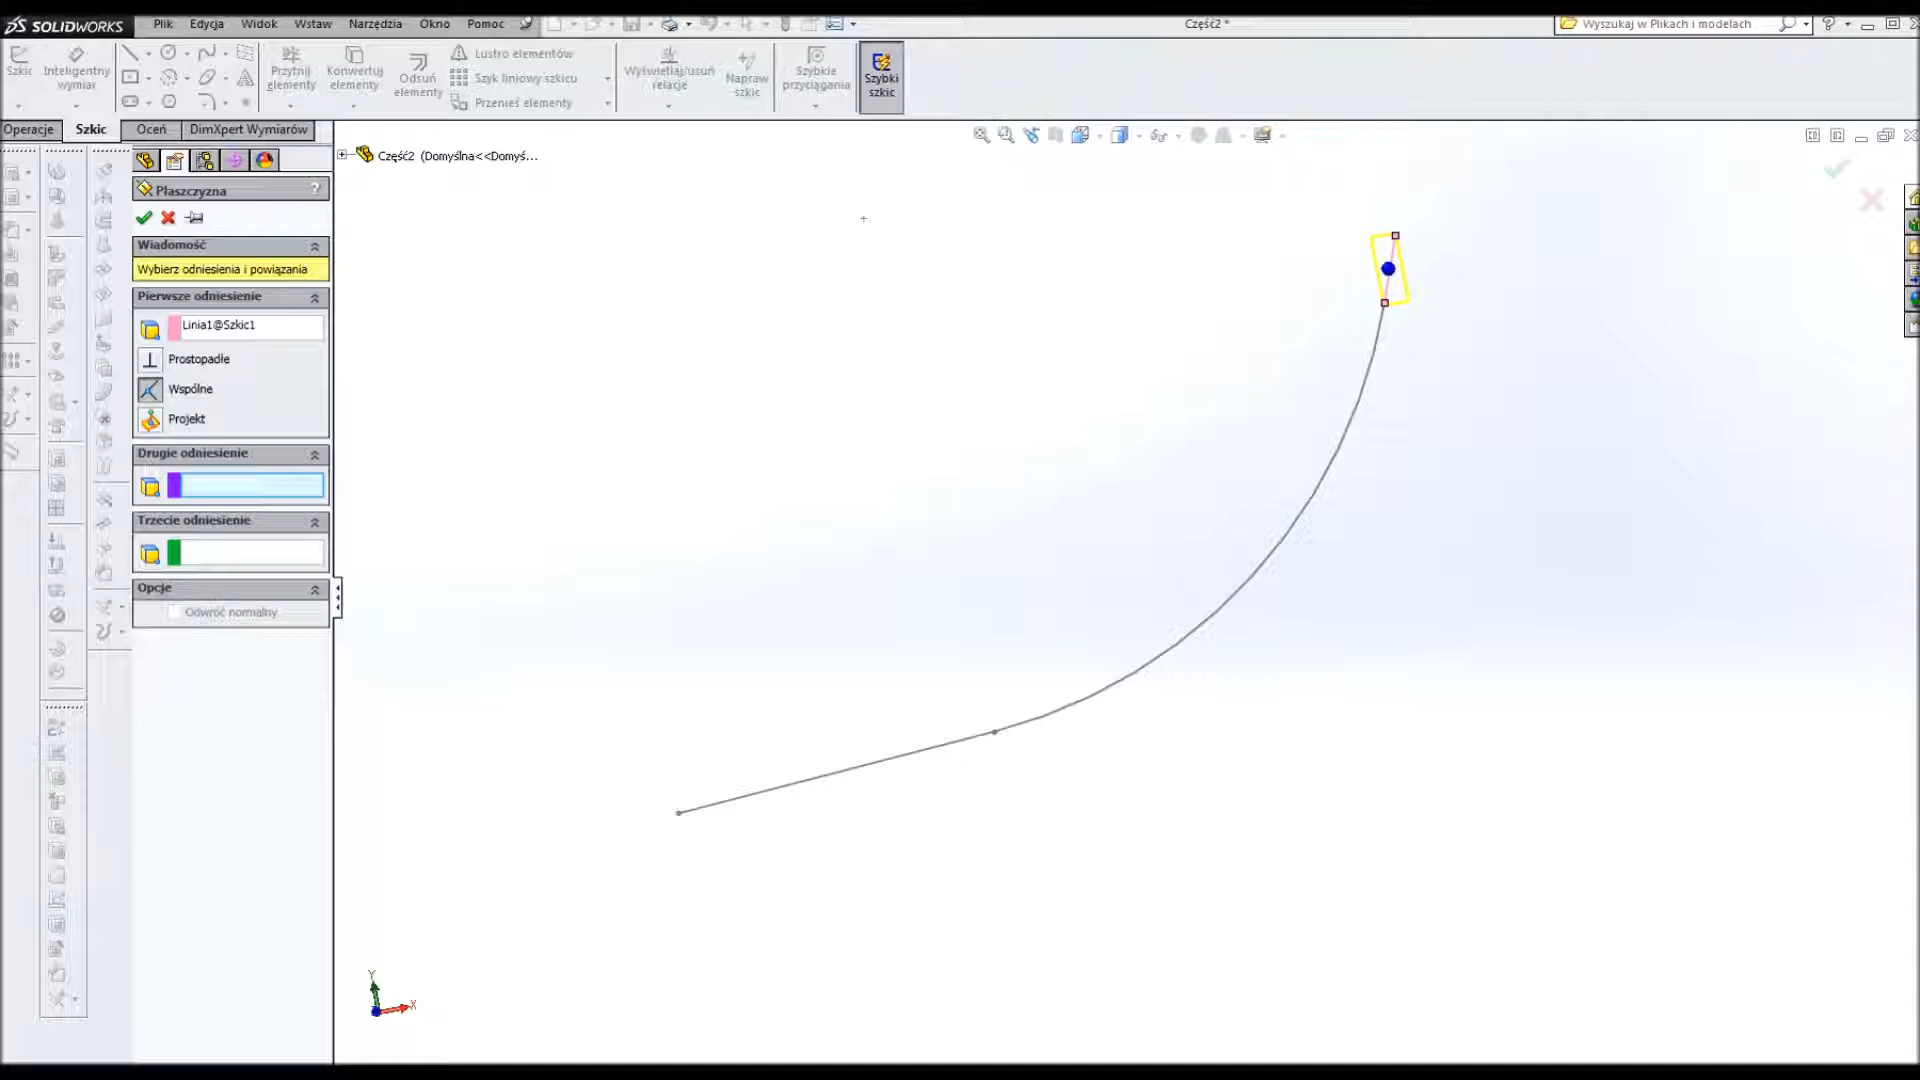 SOLIDWORKS Plik Edycja Widok Wstaw Narzędzia Okno Pomoc Część2 * Wyszukaj w Plikach i modelach ?
Szkic Inteligentny wymiar Przytnij elementy Konwertuj elementy Odsuń elementy Lustro elementów Szyk liniowy szkicu Przenieś elementy Wyświetlaj/usuń relacje Napraw szkic Szybkie przyciągania Szybki szkic
Operacje Szkic Oceń DimXpert Wymiarów
Część2 (Domyślna<<Domyś...
Płaszczyzna ?
Wiadomość
Wybierz odniesienia i powiązania
Pierwsze odniesienie
Linia1@Szkic1
Prostopadłe
Wspólne
Projekt
Drugie odniesienie
Trzecie odniesienie
Opcje
Odwróć normalny
Y
X